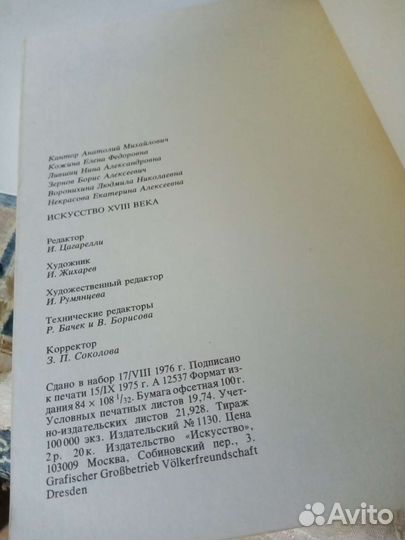 Кантор Анатолий Михайлович
Кожина Елена Федоровна
Лившиц Нина Александровна
Зернов Борис Алексеевич
Воронихина Людмила Николаевна
Некрасова Екатерина Алексеевна
ИСКУССТВО XVIII ВЕКА
Редактор
И. Цагарелли
Художник
И. Жихарев
Художественный редактор
И. Румянцева
Технические редакторы
Р. Бачек и В. Борисова
Корректор
З. П. Соколова
Сдано в набор 17/VIII 1976 г. Подписано
к печати 15/IX 1975 г. А 12537 Формат из-
дания 84 × 108 1/32. Бумага офсетная 100 г.
Условных печатных листов 19,74. Учет-
но-издательских листов 21,928. Тираж
100 000 экз. Издательский № 1130. Цена
2 р. 20 к. Издательство «Искусство»,
103009 Москва, Собиновский пер., 3.
Grafischer Großbetrieb Völkerfreundschaft
Dresden
Avito